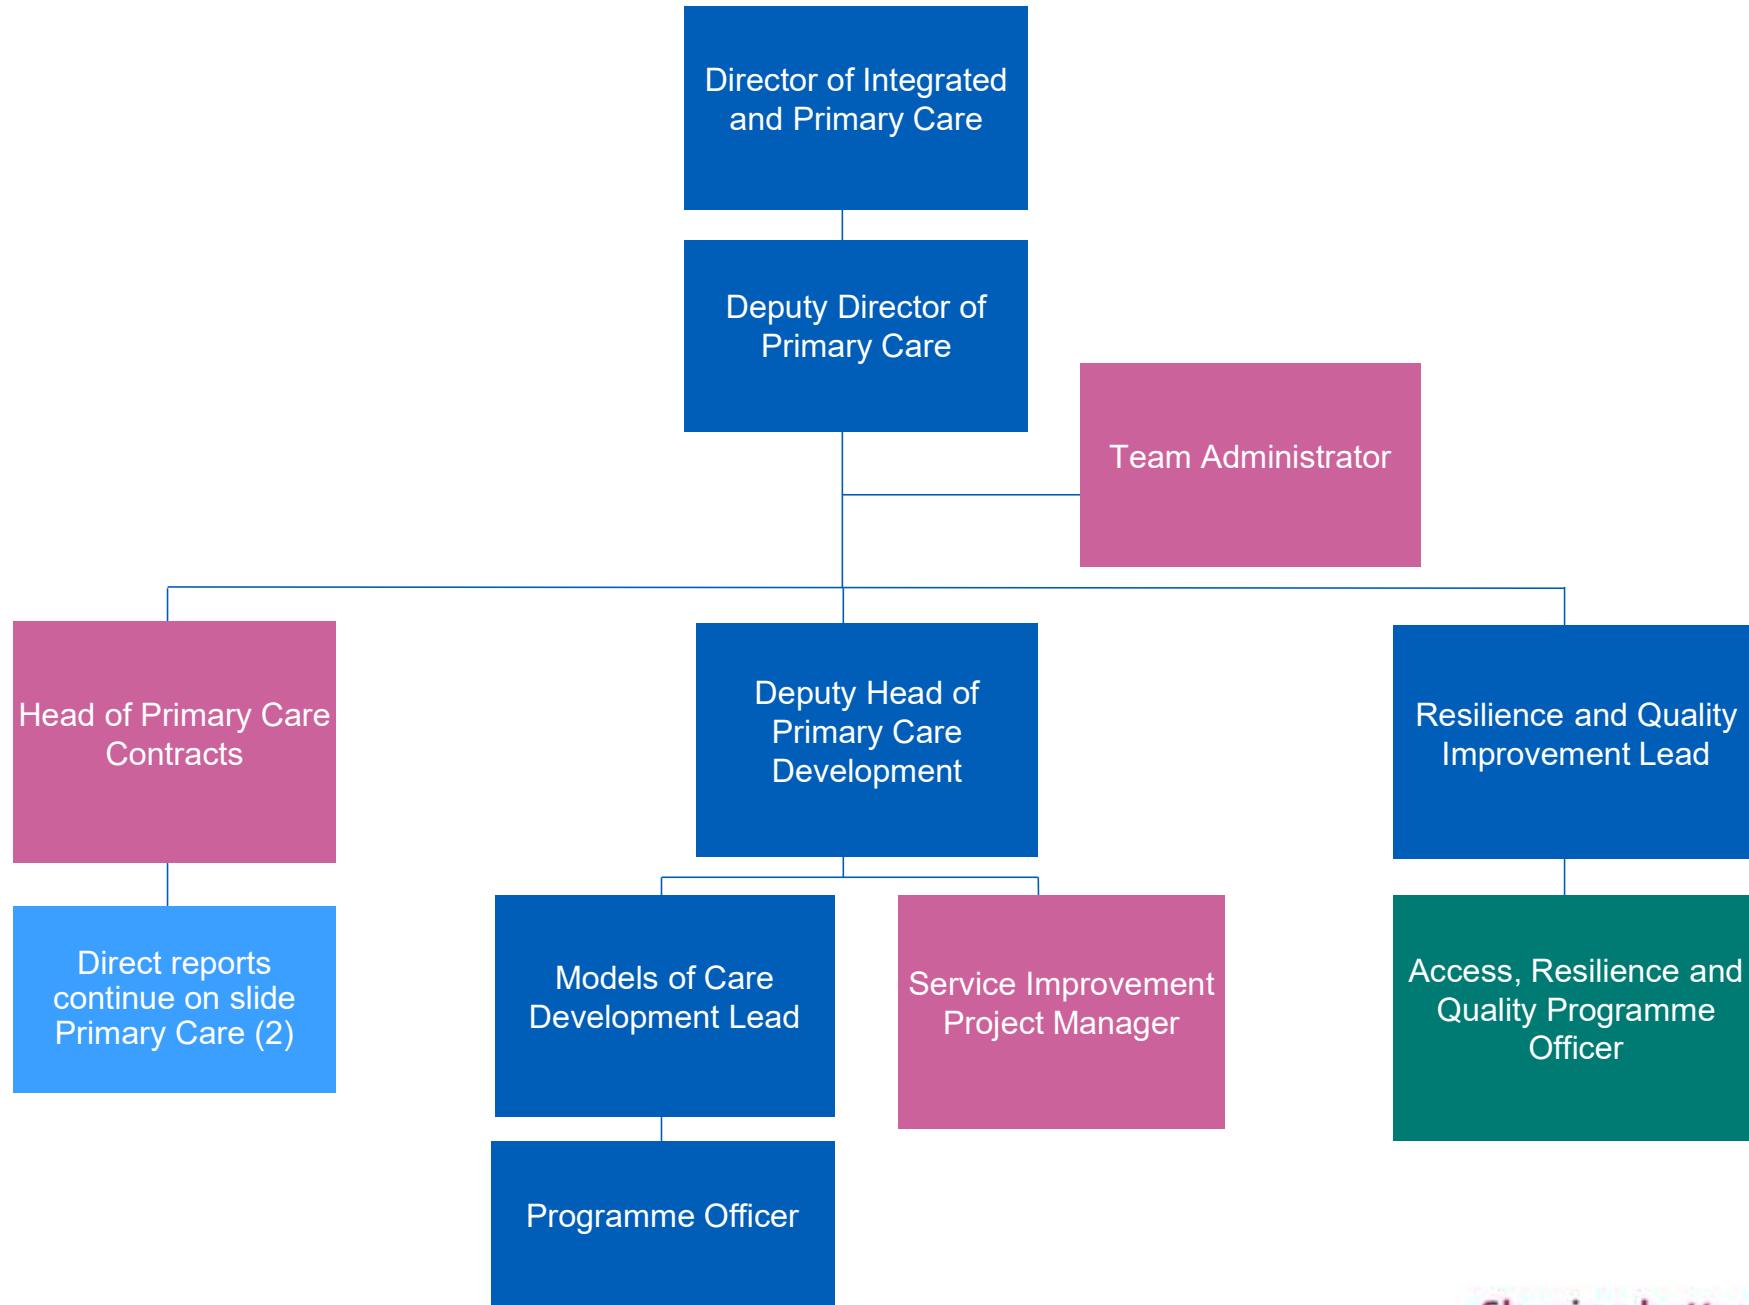 Director of Integrated
and Primary Care
Deputy Director of
Primary Care
Team Administrator
Head of Primary Care
Contracts
Deputy Head of
Primary Care
Development
Resilience and Quality
Improvement Lead
Direct reports
continue on slide
Primary Care (2)
Models of Care
Development Lead
Service Improvement
Project Manager
Access, Resilience and
Quality Programme
Officer
Programme Officer